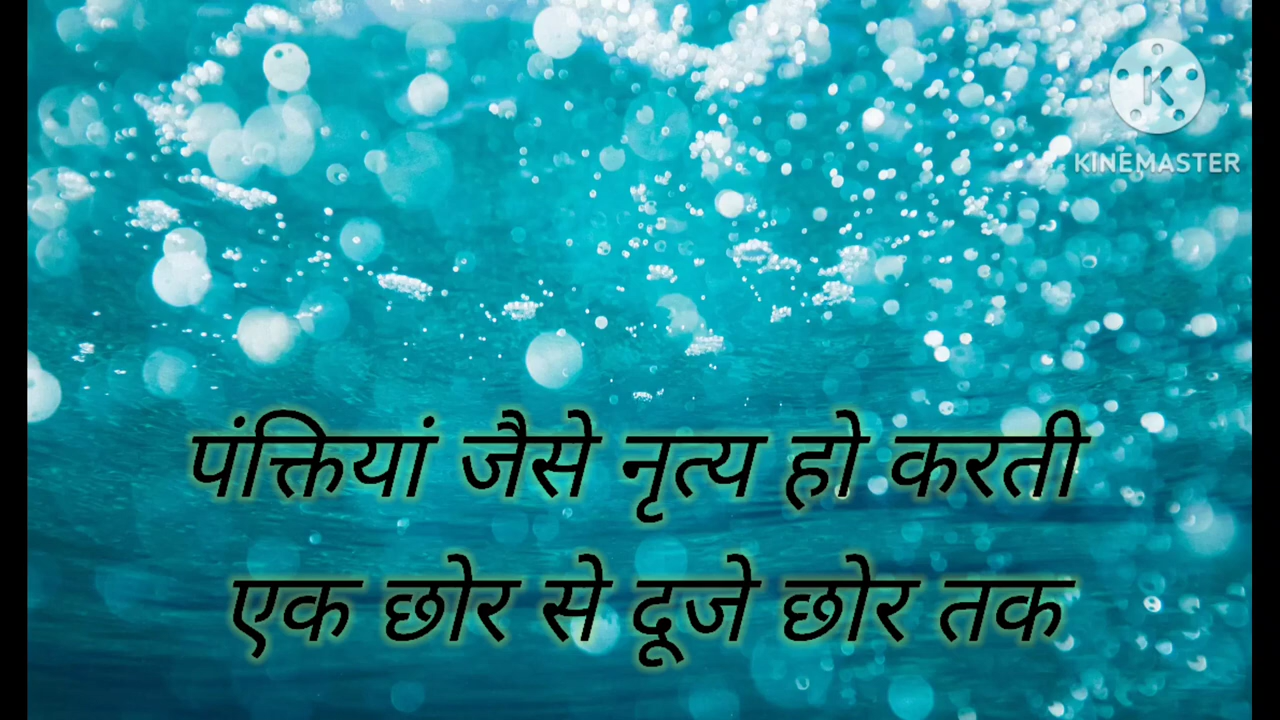 KINEMASTER
पंक्तियां जैसे नृत्य हो करती
एक छोर से दूजे छोर तक